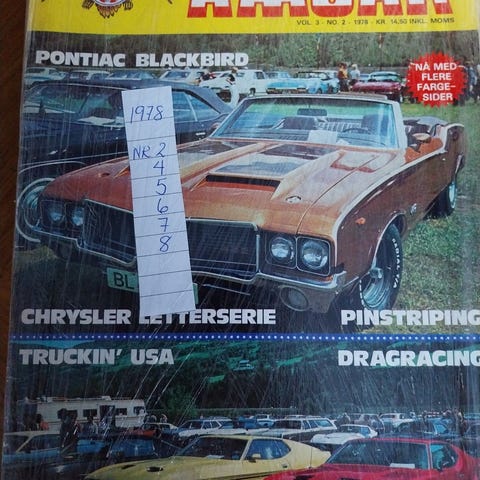 AMCAR
VOL. 3 - NO. 2 - 1978 - KR. 14,50 INKL. MOMS
PONTIAC BLACKBIRD
NÅ MED
FLERE
FARGE-
SIDER
1978
NR 2
4
5
6
7
8
BL
CHRYSLER LETTERSERIE
PINSTRIPING
TRUCKIN' USA
DRAGRACING